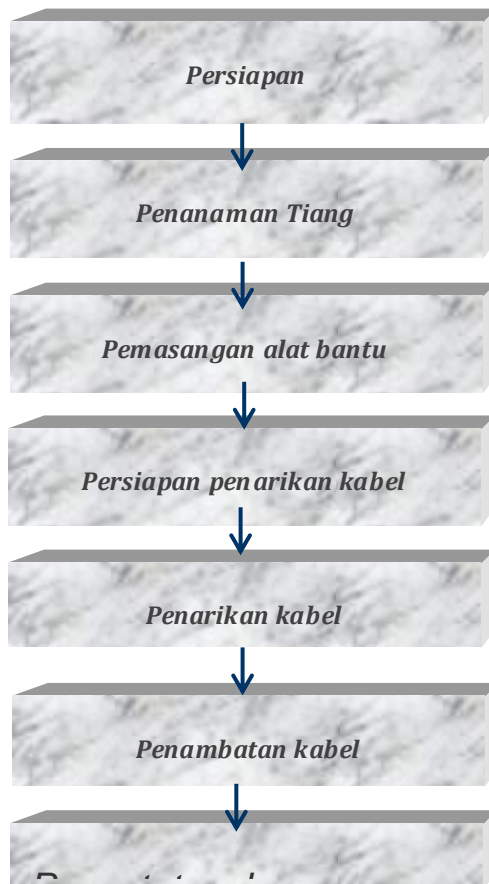 Persiapan
Penanaman Tiang
Pemasangan alat bantu
Persiapan penarikan kabel
Penarikan kabel
Penambatan kabel